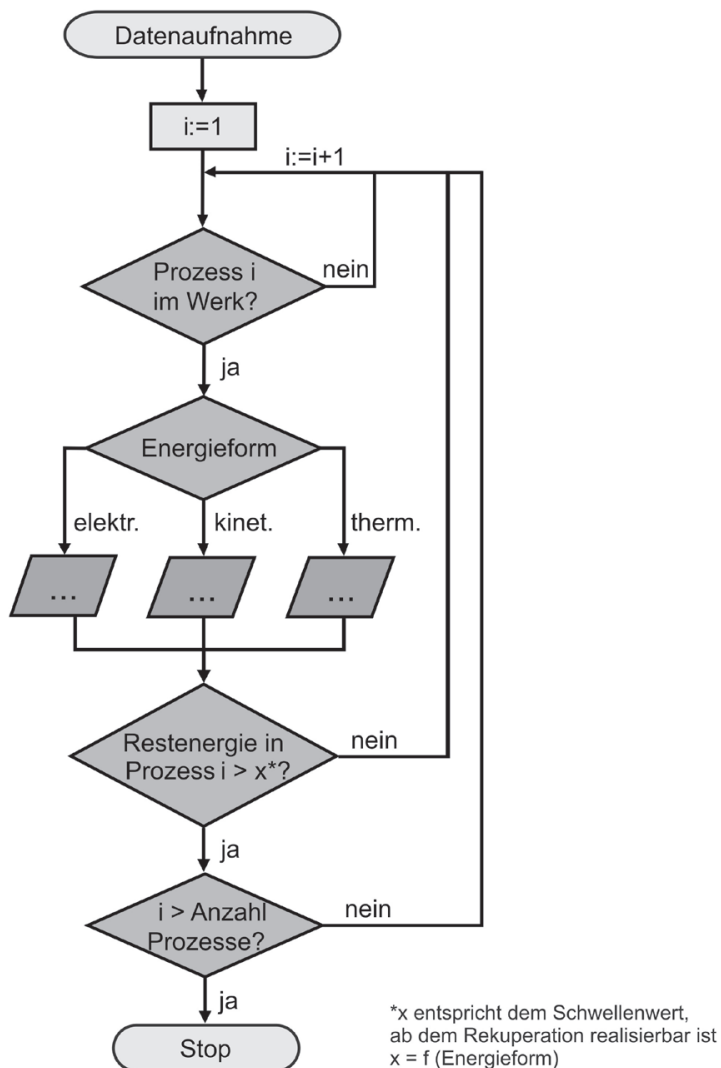 Datenaufnahme
i:=1
i:=i+1
Prozess i
im Werk?
nein
ja
Energieform
elektr.
kinet.
therm.
...
...
...
Restenergie in
Prozess i > x*?
nein
ja
i > Anzahl
Prozesse?
nein
ja
Stop
*x entspricht dem Schwellenwert,
ab dem Rekuperation realisierbar ist
x = f (Energieform)